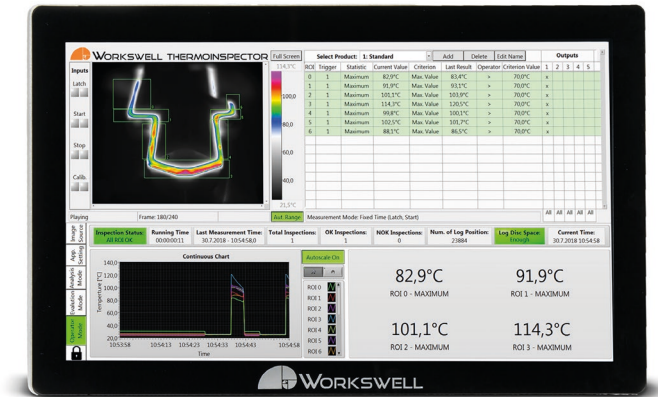 WORKSWELL THERMOINSPECTOR
Full Screen
Select Product: 1: Standard
Add
Delete
Edit Name
Outputs
Inputs
Latch
Start
Stop
Calib
114,3°C
100,0
80,0
60,0
40,0
21,5°C
ROI Trigger Statistic Current Value Criterion Last Result Operator Criterion Value 1 2 3 4 5
0 1 Maximum 82,9°C Max. Value 83,4°C > 70,0°C x
1 1 Maximum 91,9°C Max. Value 93,1°C > 70,0°C x
2 1 Maximum 101,1°C Max. Value 103,9°C > 70,0°C x
3 1 Maximum 114,3°C Max. Value 120,5°C > 70,0°C x
4 1 Maximum 99,8°C Max. Value 100,1°C > 70,0°C x
5 1 Maximum 102,5°C Max. Value 101,7°C > 70,0°C x
6 1 Maximum 88,1°C Max. Value 86,5°C > 70,0°C x
All All All All All
Playing
Frame: 180/240
Aut. Range
Measurement Mode: Fixed Time (Latch, Start)
Image Source
App. Setting
Analysis Mode
Evalution Mode
Operator Mode
Inspection Status: Running Time Last Measurement Time: Total Inspections: OK Inspections: NOK Inspections: Num. of Log Position: Log Disc Space: Current Time:
All ROI OK 00:00:011 30.7.2018 - 10:54:58,0 1 1 0 23884 Enough 30.7.2018 10:54:58
Continuous Chart
Autoscale On
Temperture [°C]
140,0
120,0
100,0
80,0
60,0
40,0
20,0
10:53:58 10:54:13 10:54:23 10:54:33 10:54:43 10:54:58
Time
ROI 0
ROI 1
ROI 2
ROI 3
ROI 4
ROI 5
ROI 6
82,9°C
ROI 0 - MAXIMUM
91,9°C
ROI 1 - MAXIMUM
101,1°C
ROI 2 - MAXIMUM
114,3°C
ROI 3 - MAXIMUM
WORKSWELL